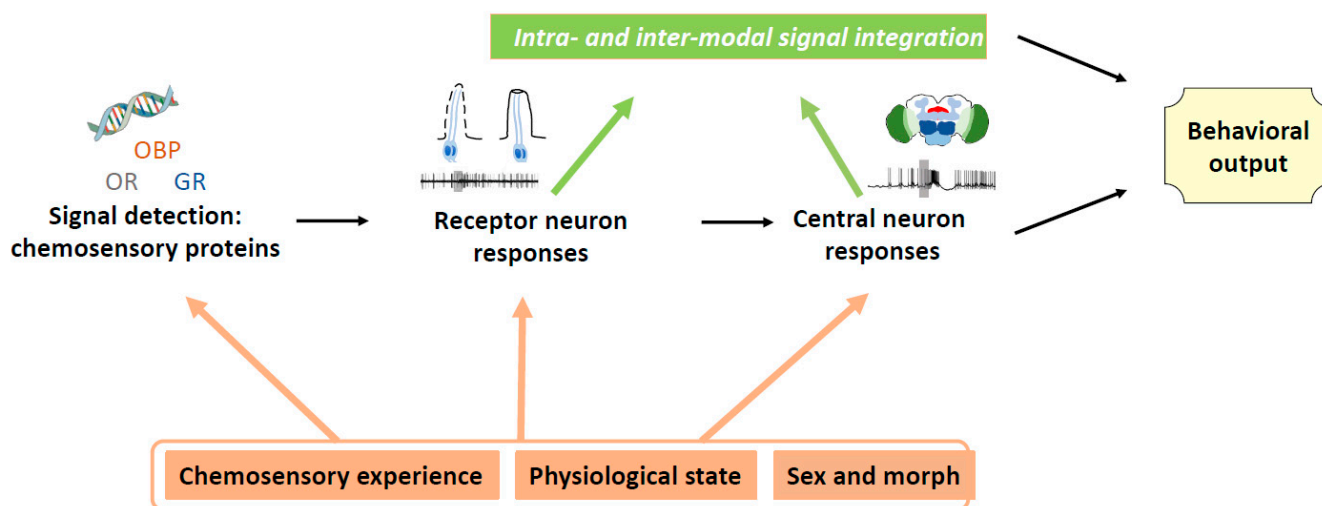 Intra- and inter-modal signal integration
OBP
OR GR
Signal detection:
chemosensory proteins
Receptor neuron
responses
Central neuron
responses
Behavioral
output
Chemosensory experience
Physiological state
Sex and morph